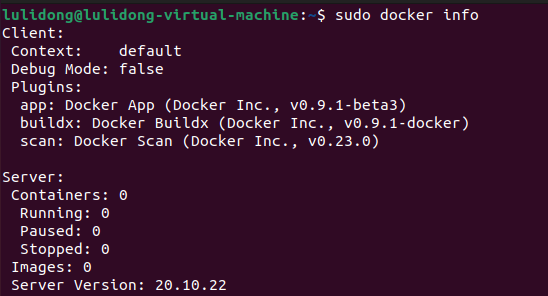 lulidong@lulidong-virtual-machine:~$ sudo docker info
Client:
 Context:    default
 Debug Mode: false
 Plugins:
  app: Docker App (Docker Inc., v0.9.1-beta3)
  buildx: Docker Buildx (Docker Inc., v0.9.1-docker)
  scan: Docker Scan (Docker Inc., v0.23.0)

Server:
 Containers: 0
  Running: 0
  Paused: 0
  Stopped: 0
 Images: 0
 Server Version: 20.10.22